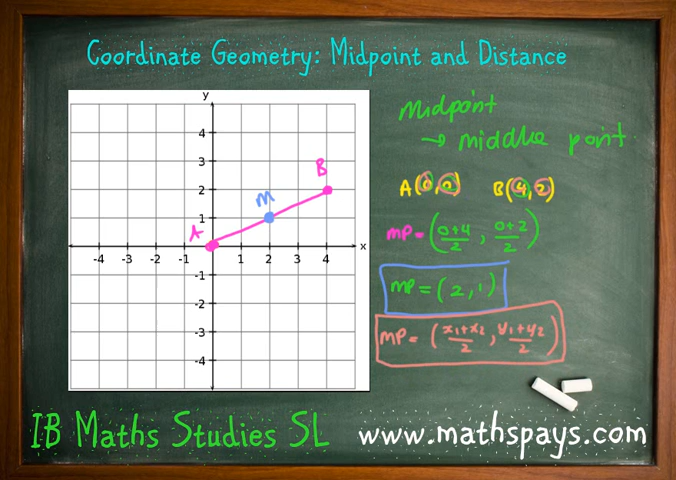 Coordinate Geometry: Midpoint and Distance
y
4
3
2
1
-4 -3 -2 -1 1 2 3 4 x
-1
-2
-3
-4
A
M
B
Midpoint
→ middle point
A(0,0) B(4,2)
MP = (0+4/2, 0+2/2)
MP = (2,1)
MP = (x₁+x₂/2, y₁+y₂/2)
IB Maths Studies SL www.mathspays.com